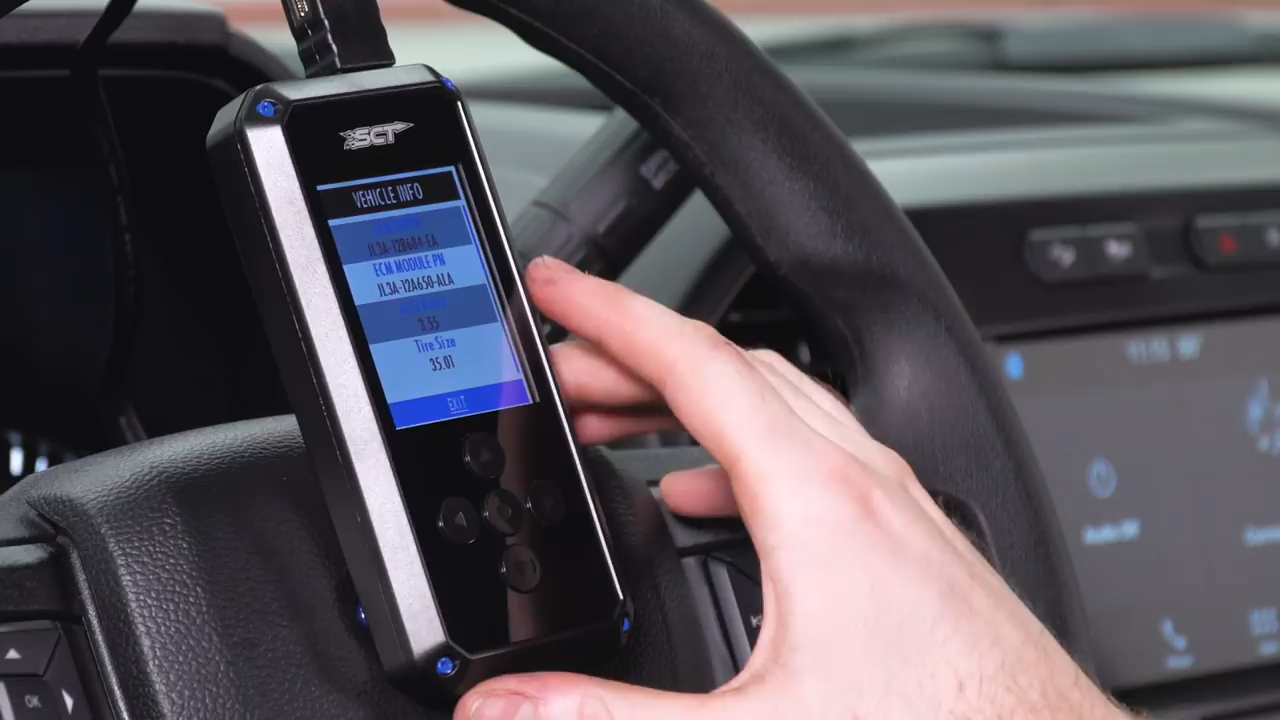 SCT
VEHICLE INFO
JL3A-12B684-EA
ECM MODULE PN
JL3A-12A650-ALA
3.55
Tire Size
35.01
EXIT
OK